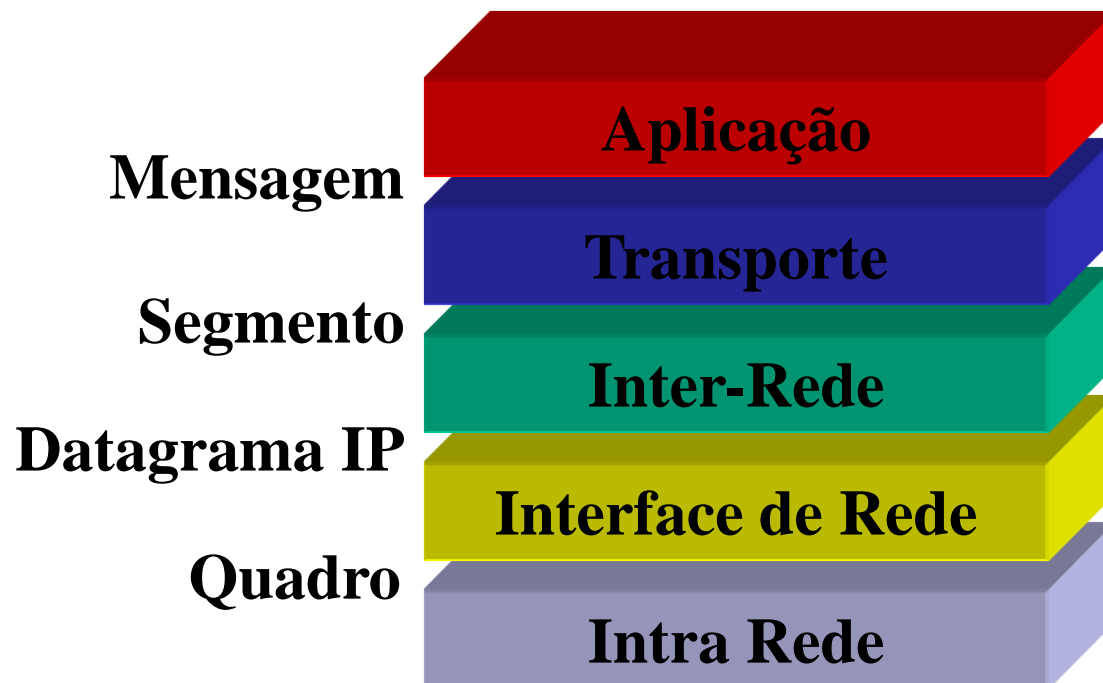 Aplicação
Mensagem
Transporte
Segmento
Inter-Rede
Datagrama IP
Interface de Rede
Quadro
Intra Rede